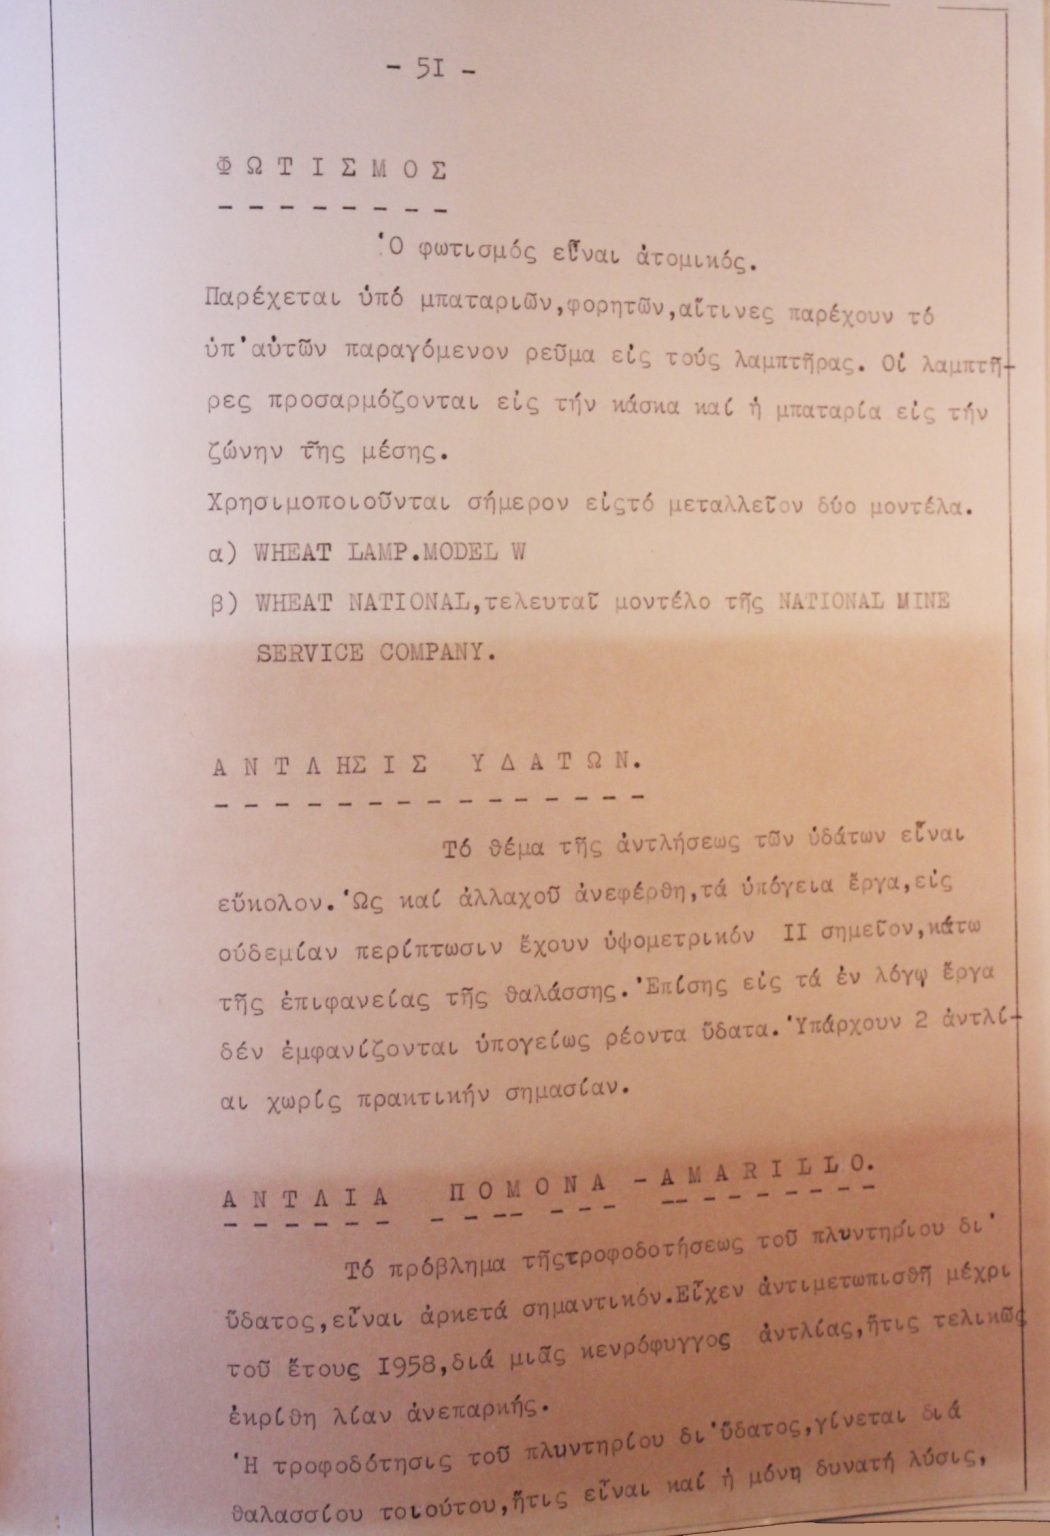 - 5I -
Φ Ω Τ Ι Σ Μ Ο Σ
Ὁ φωτισμός εἶναι ἀτομικός.
Παρέχεται ὑπό μπαταριῶν,φορητῶν,αἵτινες παρέχουν τό
ὑπ'αὐτῶν παραγόμενον ρεῦμα εἰς τούς λαμπτῆρας. Οἱ λαμπτῆ-
ρες προσαρμόζονται εἰς τήν κάσκα καί ἡ μπαταρία εἰς τήν
ζώνην τῆς μέσης.
Χρησιμοποιοῦνται σήμερον εἰςτό μεταλλεῖον δύο μοντέλα.
α) WHEAT LAMP.MODEL W
β) WHEAT NATIONAL,τελευταῖ μοντέλο τῆς NATIONAL MINE
SERVICE COMPANY.
Α Ν Τ Λ ΗΣ Ι Σ Υ Δ Α Τ Ω Ν.
Τό θέμα τῆς ἀντλήσεως τῶν ὑδάτων εἶναι
εὔκολον.Ὡς καί ἀλλαχοῦ ἀνεφέρθη,τά ὑπόγεια ἔργα,εἰς
οὐδεμίαν περίπτωσιν ἔχουν ὑψομετρικόν II σημεῖον,κάτω
τῆς ἐπιφανείας τῆς θαλάσσης.Ἐπίσης εἰς τά ἐν λόγῳ ἔργα
δέν ἐμφανίζονται ὑπογείως ρέοντα ὕδατα.Ὑπάρχουν 2 ἀντλί-
αι χωρίς πρακτικήν σημασίαν.
Α Ν Τ Λ Ι Α Π Ο Μ Ο Ν Α - A M A R I L L O.
Τό πρόβλημα τῆςτροφοδοτήσεως τοῦ πλυντηρίου δι'
ὕδατος,εἶναι ἀρκετά σημαντικόν.Εἶχεν ἀντιμετωπισθῆ μέχρι
τοῦ ἔτους I958,διά μιᾶς κενρόφυγγος ἀντλίας,ἥτις τελικῶς
ἐκρίθη λίαν ἀνεπαρκής.
Ἡ τροφοδότησις τοῦ πλυντηρίου δι'ὕδατος,γίνεται διά
θαλασσίου τοιούτου,ἥτις εἶναι καί ἡ μόνη δυνατή λύσις,